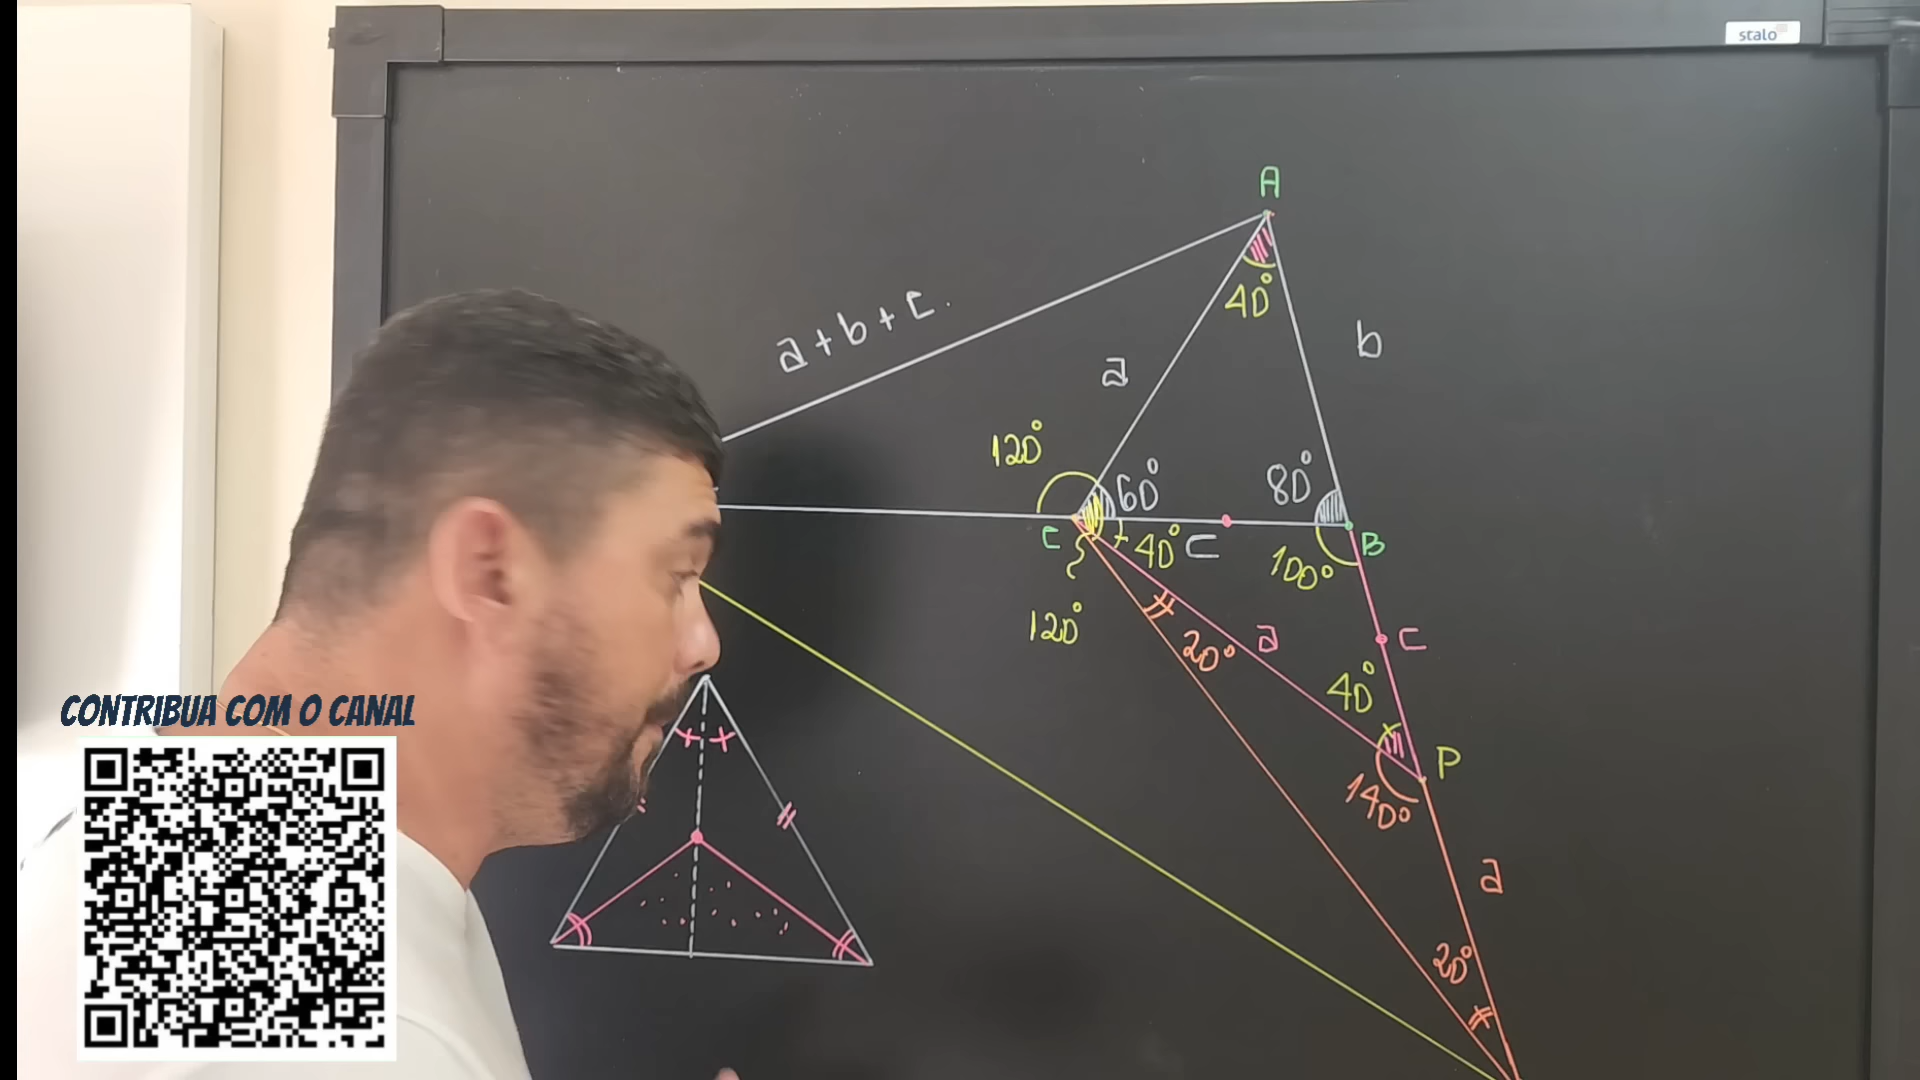 stalo
A
40°
a + b + c.
b
a
120°
60°
80°
C
+ 40°
C
100°
B
120°
20°
a
C
40°
P
140°
a
20°
CONTRIBUA COM O CANAL